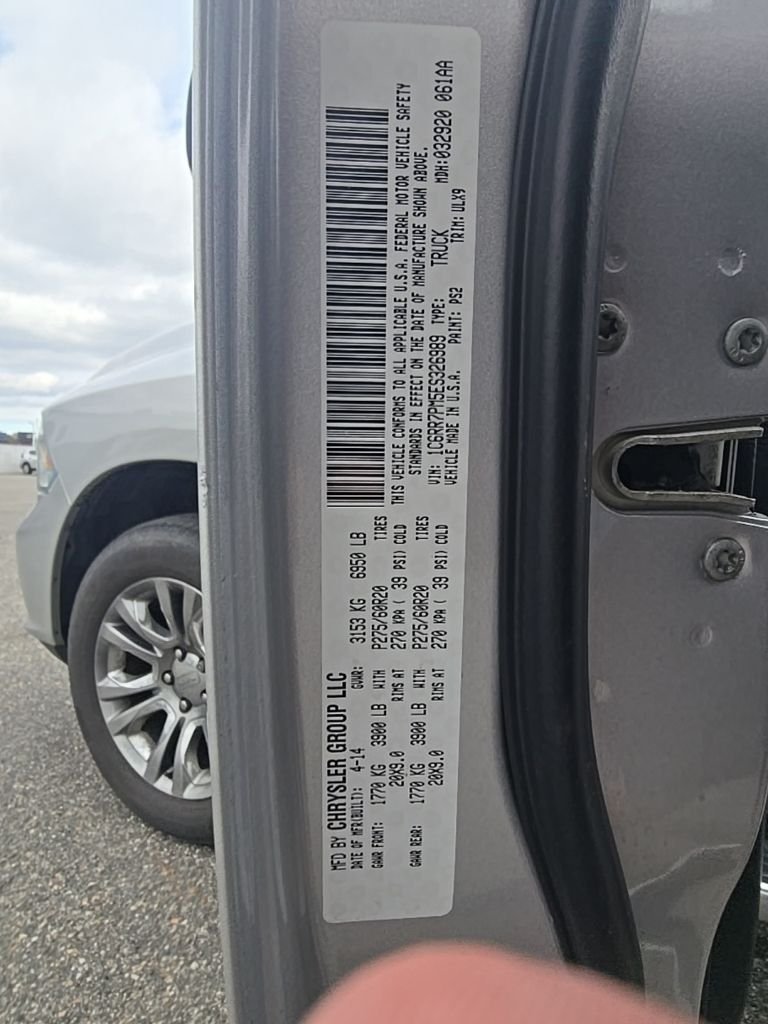 MFD BY CHRYSLER GROUP LLC
DATE OF MFR(BUILT): 4-14 GVWR: 3153 KG 6950 LB
GAWR FRONT: 1770 KG 3900 LB WITH P275/60R20 TIRES
20X9.0 RIMS AT 270 KPA ( 39 PSI) COLD
GAWR REAR: 1770 KG 3900 LB WITH P275/60R20 TIRES
20X9.0 RIMS AT 270 KPA ( 39 PSI) COLD
THIS VEHICLE CONFORMS TO ALL APPLICABLE U.S.A. FEDERAL MOTOR VEHICLE SAFETY
STANDARDS IN EFFECT ON THE DATE OF MANUFACTURE SHOWN ABOVE.
VIN: 1C6RR7PM5ES326989 TYPE: TRUCK MDH:032920 061AA
VEHICLE MADE IN U.S.A. PAINT: PS2 TRIM: ULX9